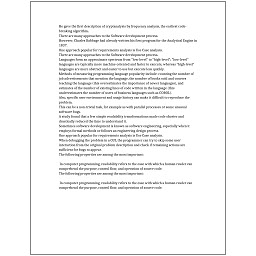 He gave the first description of cryptanalysis by frequency analysis, the earliest code-
breaking algorithm.
There are many approaches to the Software development process.
However, Charles Babbage had already written his first program for the Analytical Engine in
1837.
One approach popular for requirements analysis is Use Case analysis.
There are many approaches to the Software development process.
Languages form an approximate spectrum from "low-level" to "high-level"; "low-level"
languages are typically more machine-oriented and faster to execute, whereas "high-level"
languages are more abstract and easier to use but execute less quickly.
Methods of measuring programming language popularity include: counting the number of
job advertisements that mention the language, the number of books sold and courses
teaching the language (this overestimates the importance of newer languages), and
estimates of the number of existing lines of code written in the language (this
underestimates the number of users of business languages such as COBOL).
Also, specific user environment and usage history can make it difficult to reproduce the
problem.
This can be a non-trivial task, for example as with parallel processes or some unusual
software bugs.
A study found that a few simple readability transformations made code shorter and
drastically reduced the time to understand it.
Sometimes software development is known as software engineering, especially when it
employs formal methods or follows an engineering design process.
One approach popular for requirements analysis is Use Case analysis.
When debugging the problem in a GUI, the programmer can try to skip some user
interaction from the original problem description and check if remaining actions are
sufficient for bugs to appear.
The following properties are among the most important:
In computer programming, readability refers to the ease with which a human reader can
comprehend the purpose, control flow, and operation of source code.
The following properties are among the most important:
In computer programming, readability refers to the ease with which a human reader can
comprehend the purpose, control flow, and operation of source code.